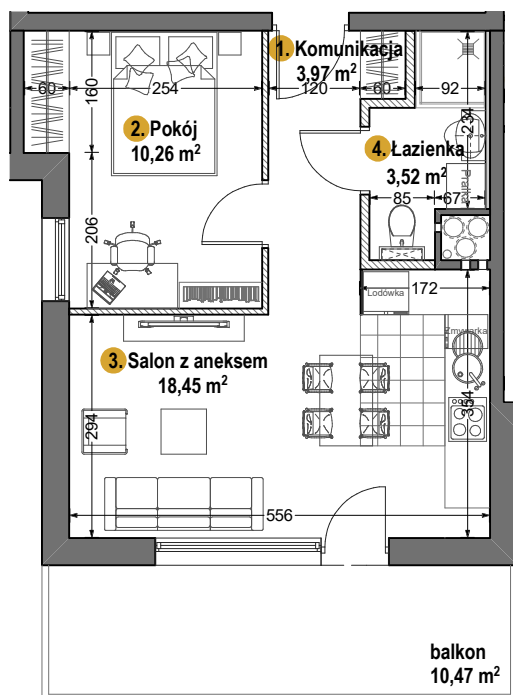 1. Komunikacja
3,97 m²
60
254
120
60
92
160
2. Pokój
10,26 m²
234
4. Łazienka
3,52 m²
Pralka
85
67
206
172
Lodówka
Zmywarka
3. Salon z aneksem
18,45 m²
294
354
556
balkon
10,47 m²